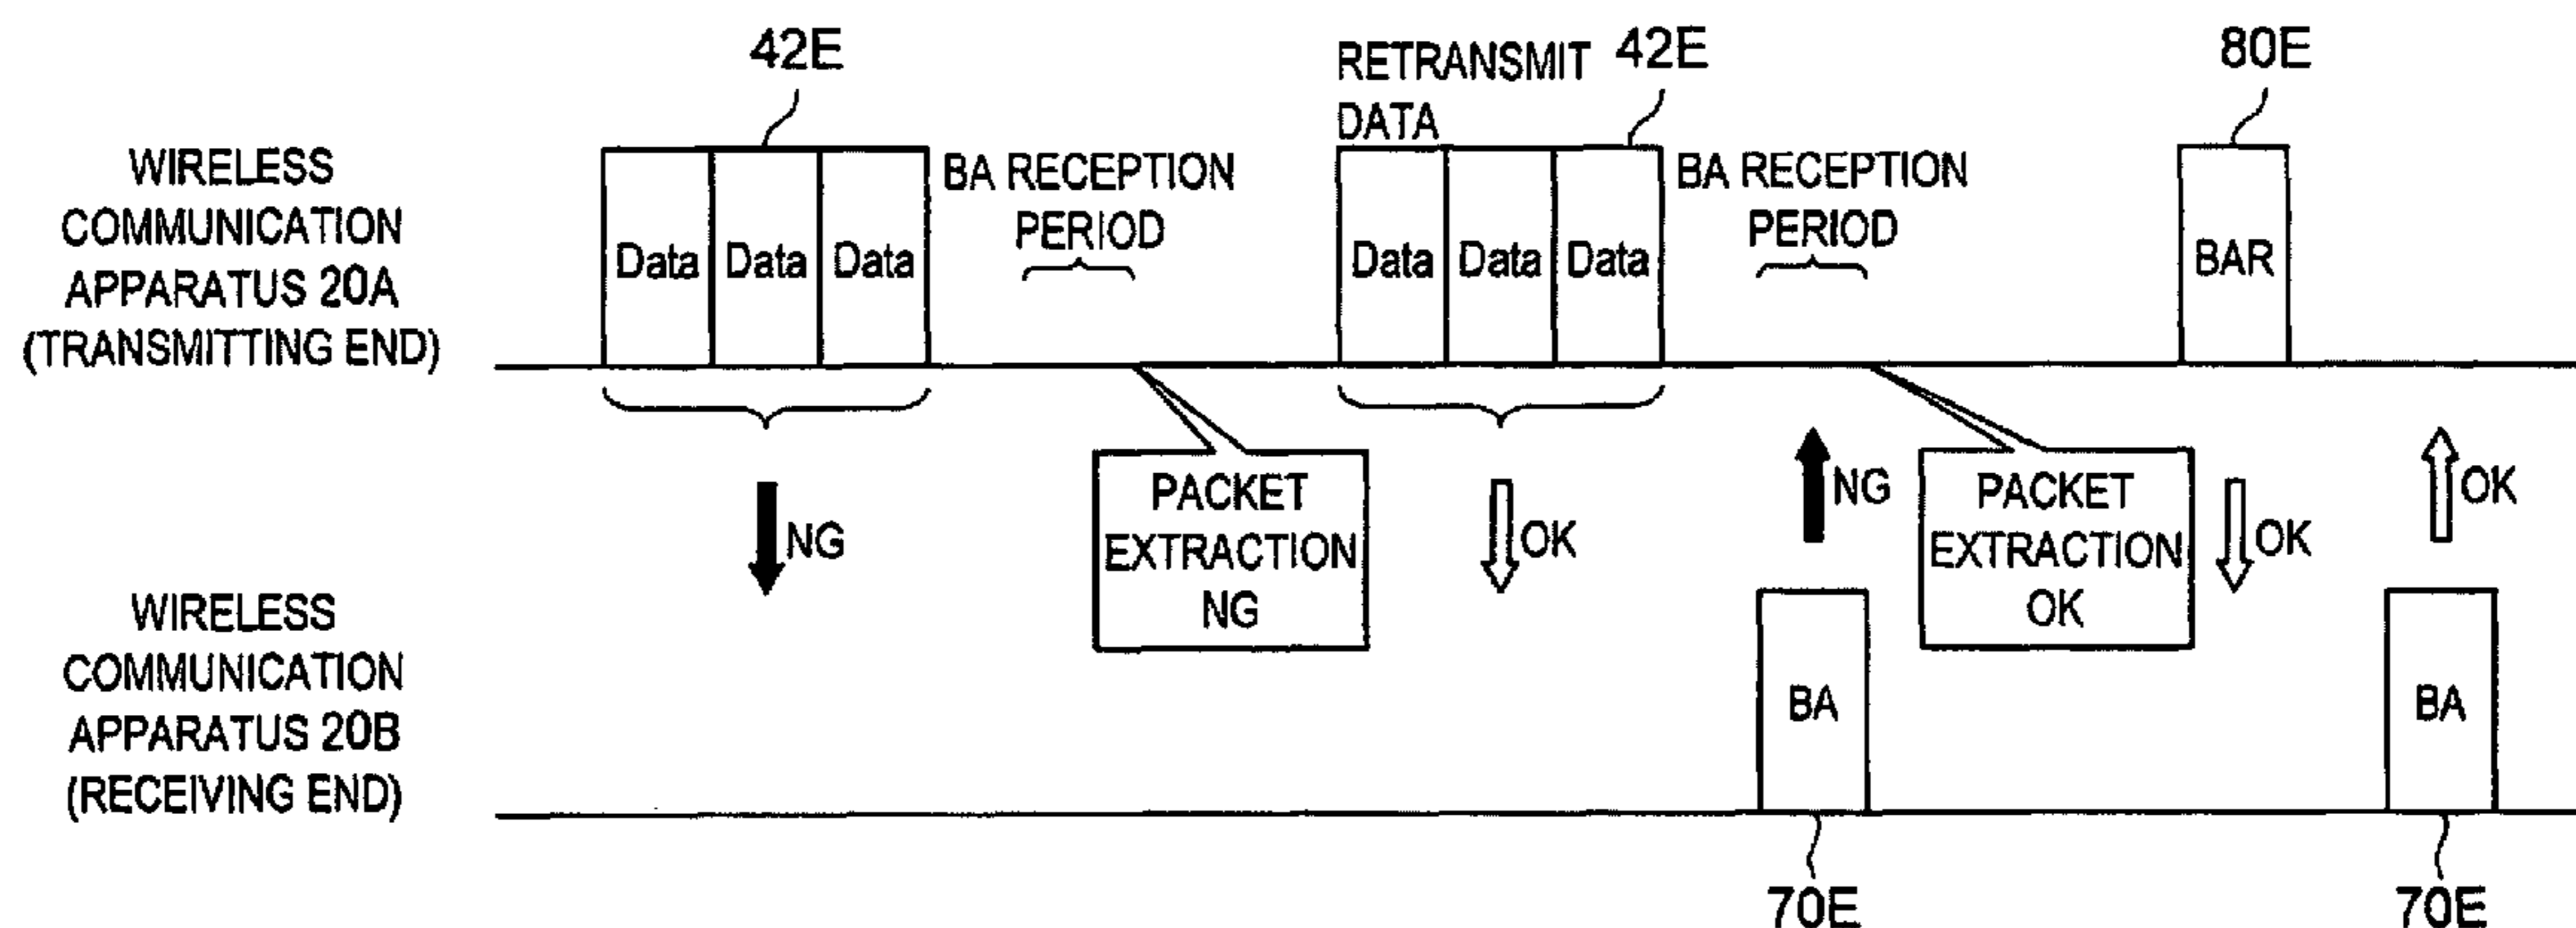 42E
RETRANSMIT 42E
DATA
80E
WIRELESS
COMMUNICATION
APPARATUS 20A
(TRANSMITTING END)
Data Data Data
BA RECEPTION
PERIOD
Data Data Data
BA RECEPTION
PERIOD
BAR
NG
PACKET
EXTRACTION
NG
OK
NG
PACKET
EXTRACTION
OK
OK
OK
WIRELESS
COMMUNICATION
APPARATUS 20B
(RECEIVING END)
BA
BA
70E
70E